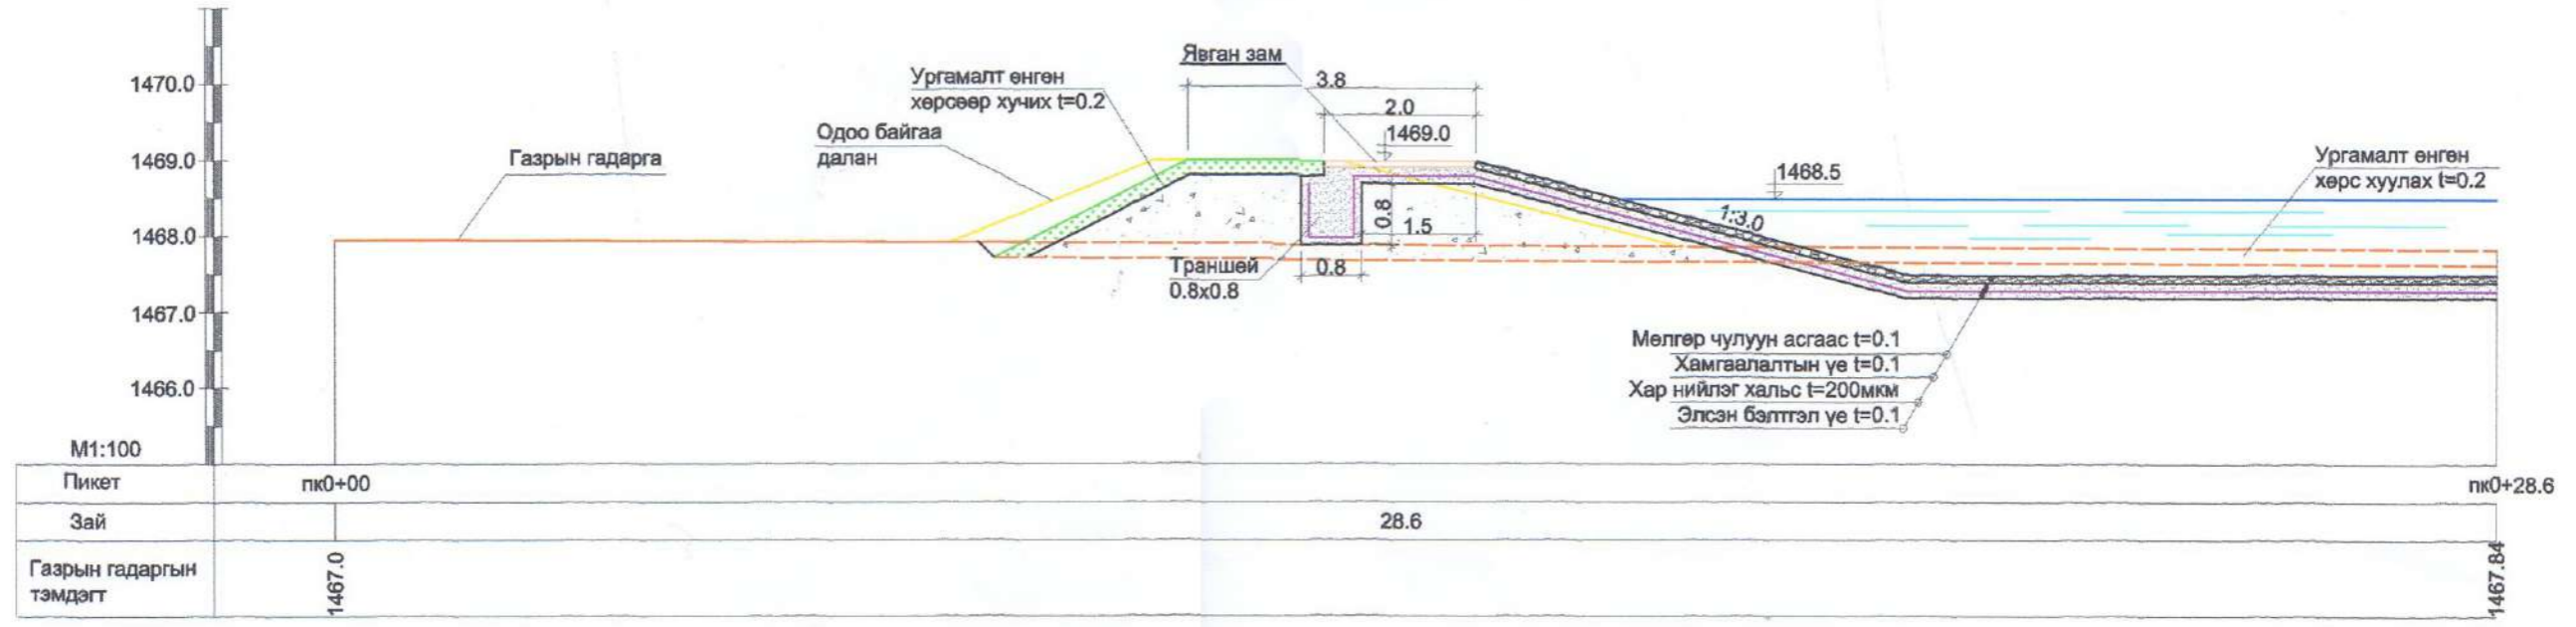 1470.0
1469.0
1468.0
1467.0
1466.0
М1:100
Газрын гадарга
Одоо байгаа
далан
Ургамалт өнгөн
хөрсөөр хучих t=0.2
Явган зам
3.8
2.0
1469.0
0.8
1.5
0.8
Траншей
0.8х0.8
1468.5
1:3.0
Ургамалт өнгөн
хөрс хуулах t=0.2
Мөлгөр чулуун асгаас t=0.1
Хамгаалалтын үе t=0.1
Хар нийлэг хальс t=200мкм
Элсэн бэлтгэл үе t=0.1
Пикет
пк0+00
пк0+28.6
Зай
28.6
Газрын гадаргын
тэмдэгт
1467.0
1467.84